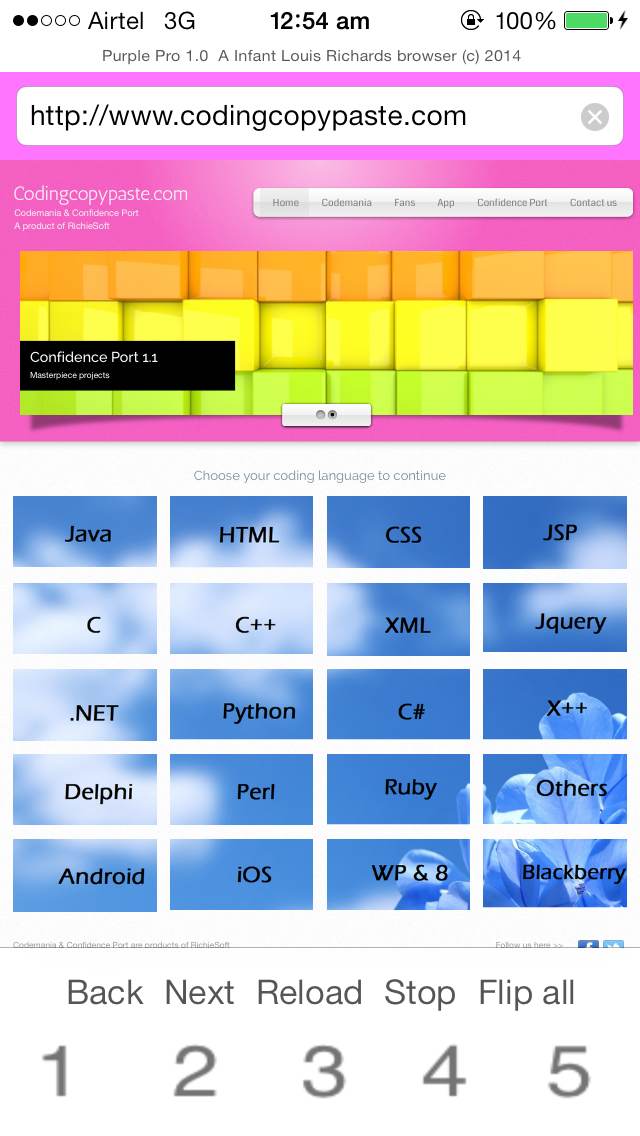 Airtel 3G 12:54 am 100%
Purple Pro 1.0 A Infant Louis Richards browser (c) 2014
http://www.codingcopypaste.com
Codingcopypaste.com
Codemania & Confidence Port
A product of RichieSoft
Home Codemania Fans App Confidence Port Contact us
Confidence Port 1.1
Masterpiece projects
Choose your coding language to continue
Java HTML CSS JSP
C C++ XML Jquery
.NET Python C# X++
Delphi Perl Ruby Others
Android iOS WP & 8 Blackberry
Codemania & Confidence Port are products of RichieSoft Follow us here >>
Back Next Reload Stop Flip all
1 2 3 4 5